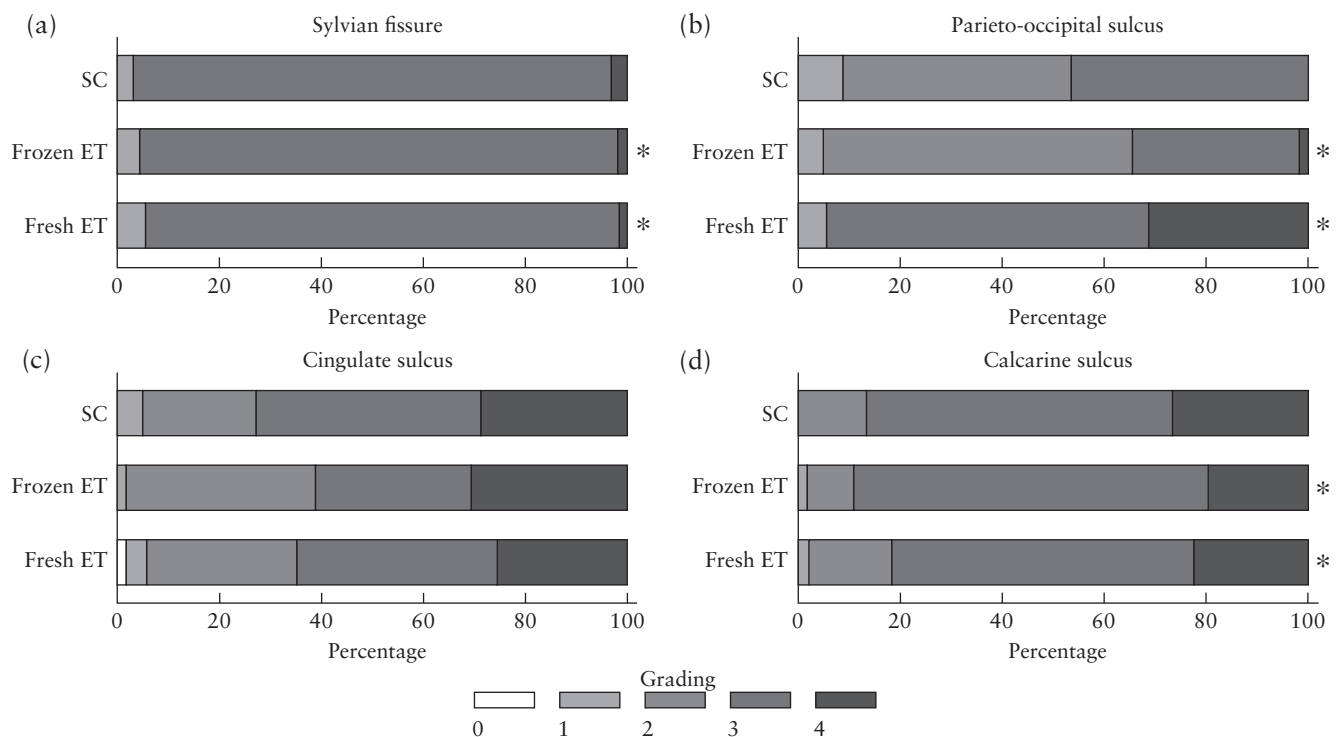 (a) Sylvian fissure
SC
Frozen ET *
Fresh ET *
0 20 40 60 80 100
Percentage
(b) Parieto-occipital sulcus
SC
Frozen ET *
Fresh ET *
0 20 40 60 80 100
Percentage
(c) Cingulate sulcus
SC
Frozen ET
Fresh ET
0 20 40 60 80 100
Percentage
(d) Calcarine sulcus
SC
Frozen ET *
Fresh ET *
0 20 40 60 80 100
Percentage
Grading
0 1 2 3 4